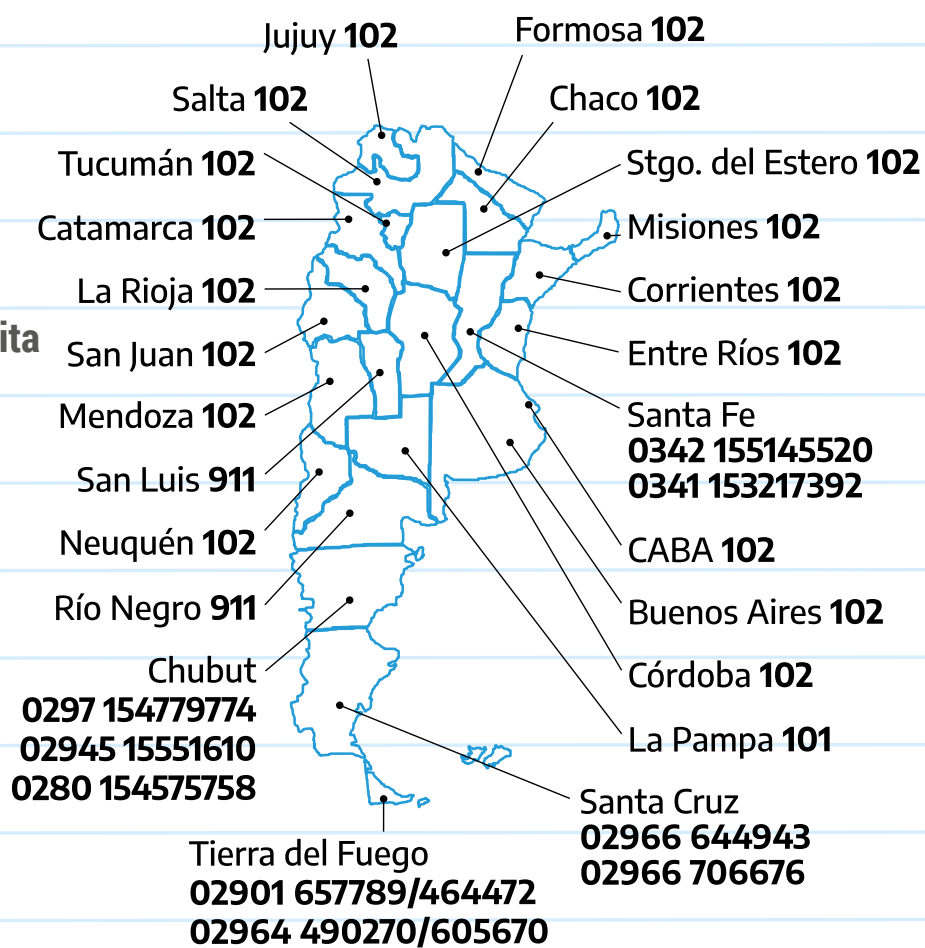 Jujuy 102
Formosa 102
Salta 102
Chaco 102
Tucumán 102
Stgo. del Estero 102
Catamarca 102
Misiones 102
La Rioja 102
Corrientes 102
ita
San Juan 102
Entre Ríos 102
Mendoza 102
Santa Fe
0342 155145520
0341 153217392
San Luis 911
Neuquén 102
CABA 102
Río Negro 911
Buenos Aires 102
Chubut
0297 154779774
02945 15551610
0280 154575758
Córdoba 102
La Pampa 101
Santa Cruz
02966 644943
02966 706676
Tierra del Fuego
02901 657789/464472
02964 490270/605670